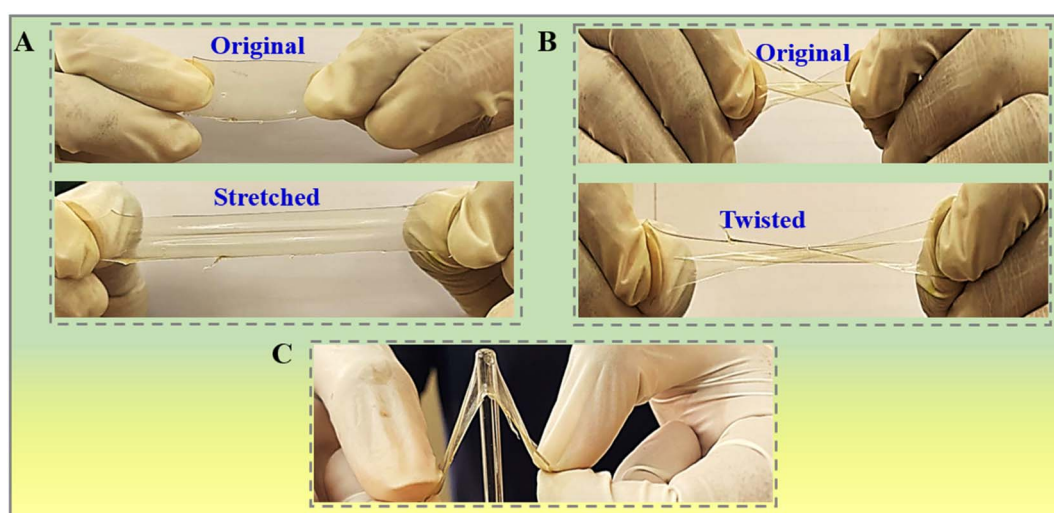 A
Original
Stretched
B
Original
Twisted
C